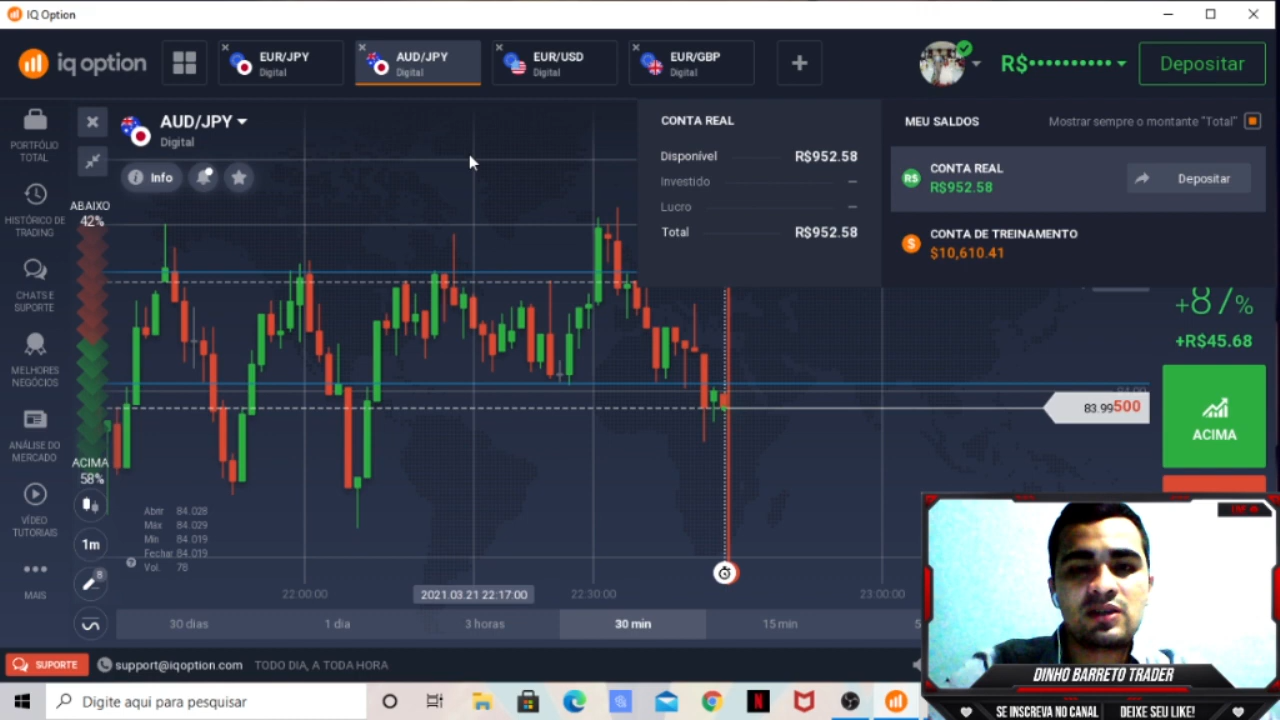 IQ Option
iq option
EUR/JPY
Digital
AUD/JPY
Digital
EUR/USD
Digital
EUR/GBP
Digital
R$••••••••••
Depositar
PORTFÓLIO
TOTAL
HISTÓRICO DE
TRADING
CHATS E
SUPORTE
MELHORES
NEGÓCIOS
ANÁLISE DO
MERCADO
VÍDEO
TUTORIAIS
MAIS
AUD/JPY
Digital
Info
ABAIXO
42%
ACIMA
58%
1m
8
Abrir 84.028
Máx 84.029
Mín 84.019
Fechar 84.019
Vol. 78
CONTA REAL
Disponível R$952.58
Investido –
Lucro –
Total R$952.58
MEU SALDOS
Mostrar sempre o montante "Total"
R$
CONTA REAL
R$952.58
Depositar
$
CONTA DE TREINAMENTO
$10,610.41
+87%
+R$45.68
83.99500
ACIMA
22:00:00
2021.03.21 22:17:00
22:30:00
23:00:00
30 dias
1 dia
3 horas
30 min
15 min
SUPORTE
support@iqoption.com
TODO DIA, A TODA HORA
Digite aqui para pesquisar
DINHO BARRETO TRADER
SE INSCREVA NO CANAL
DEIXE SEU LIKE!